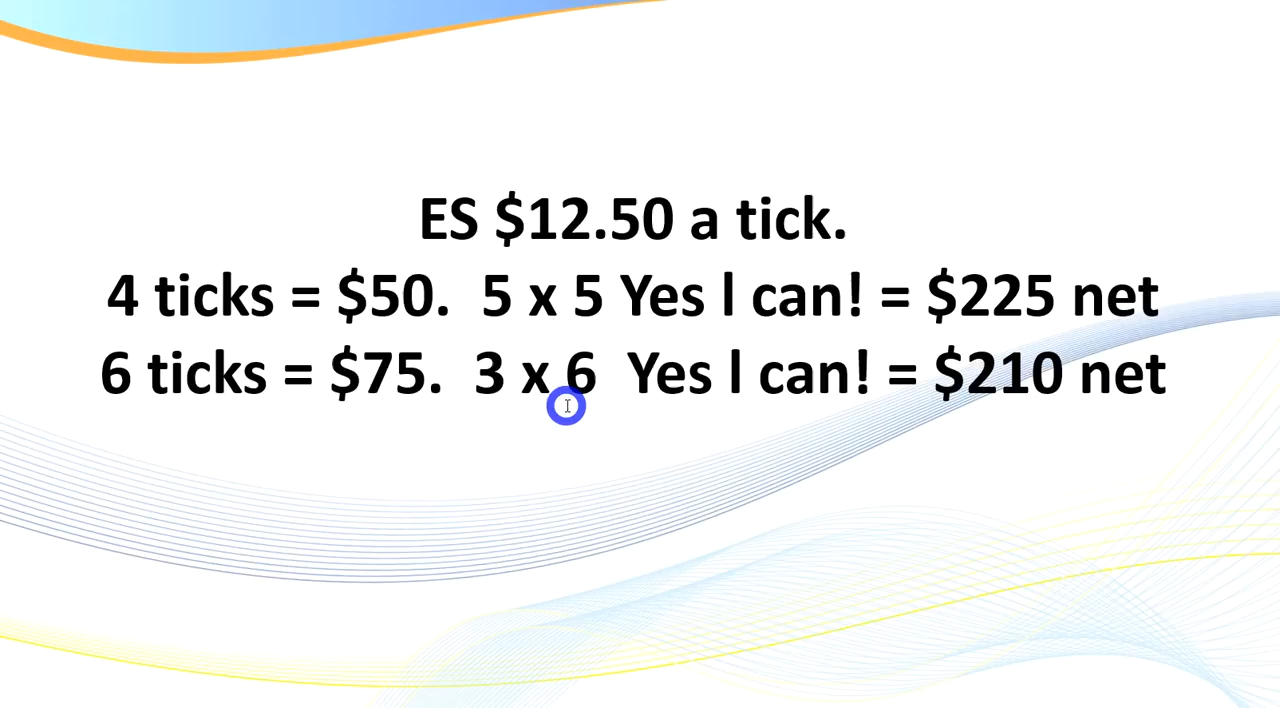 ES $12.50 a tick.
4 ticks = $50.  5 x 5 Yes I can! = $225 net
6 ticks = $75.  3 x 6  Yes I can! = $210 net